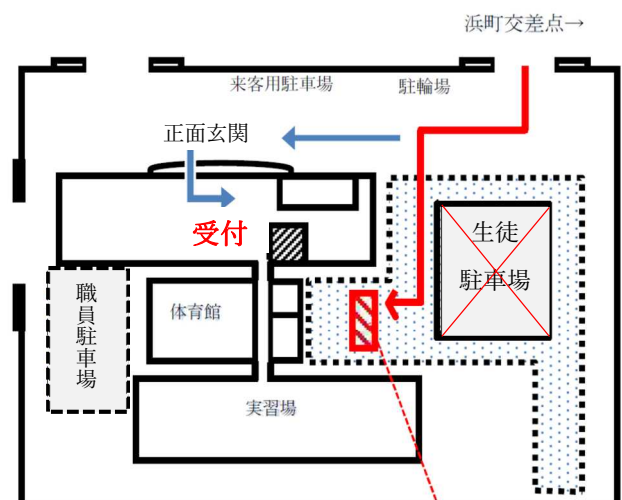 浜町交差点→
来客用駐車場
駐輪場
正面玄関
受付
生徒
駐車場
職員駐車場
体育館
実習場